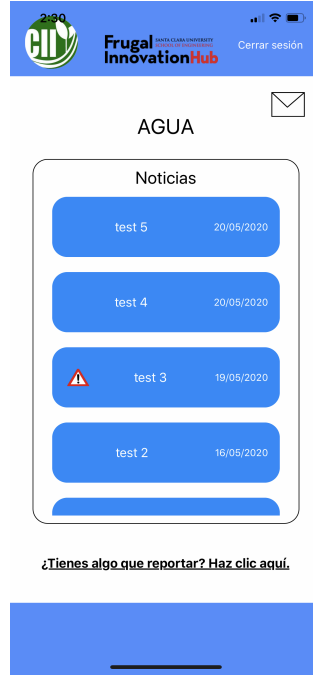 2:30
CII
Frugal SANTA CLARA UNIVERSITY
SCHOOL OF ENGINEERING
InnovationHub
Cerrar sesión
AGUA
Noticias
test 5 20/05/2020
test 4 20/05/2020
test 3 19/05/2020
test 2 16/05/2020
¿Tienes algo que reportar? Haz clic aquí.